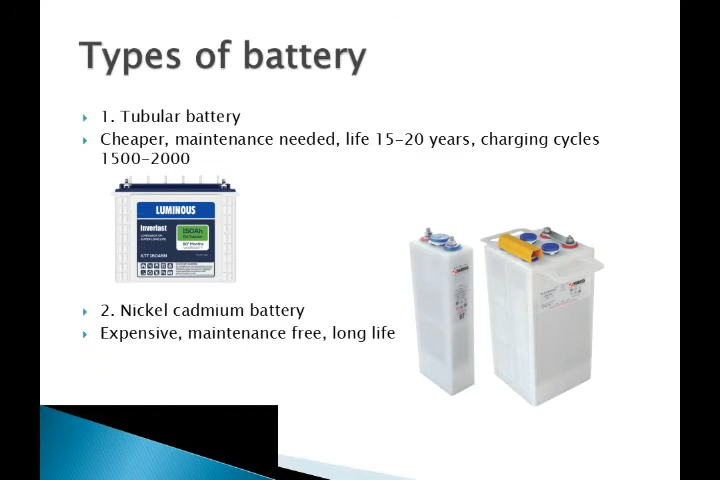 Types of battery
1. Tubular battery
Cheaper, maintenance needed, life 15-20 years, charging cycles
1500-2000
LUMINOUS
Inverlast
150Ah
2. Nickel cadmium battery
Expensive, maintenance free, long life